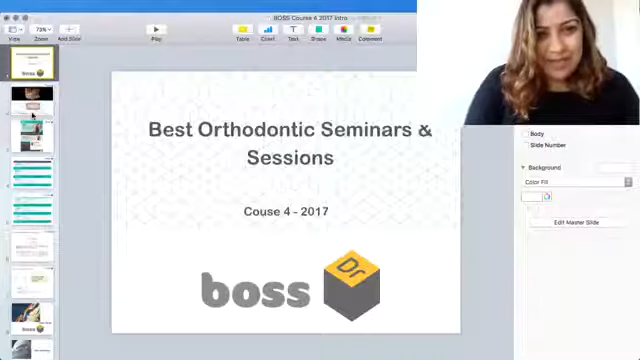 BOSS Course 4 2017 Intro
73%
View
Zoom
Add Slide
Play
Table
Chart
Text
Shape
Media
Comment
Best Orthodontic Seminars &
Sessions
Couse 4 - 2017
boss
Dr
Body
Slide Number
Background
Color Fill
Edit Master Slide